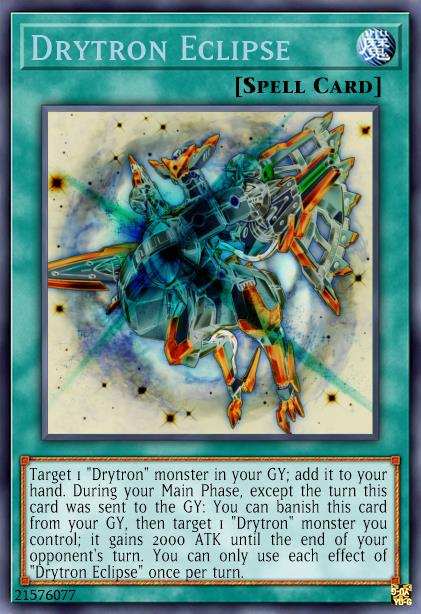 DRYTRON ECLIPSE
魔
[SPELL CARD]
Target 1 "Drytron" monster in your GY; add it to your
hand. During your Main Phase, except the turn this
card was sent to the GY: You can banish this card
from your GY, then target 1 "Drytron" monster you
control; it gains 2000 ATK until the end of your
opponent's turn. You can only use each effect of
"Drytron Eclipse" once per turn.
21576077